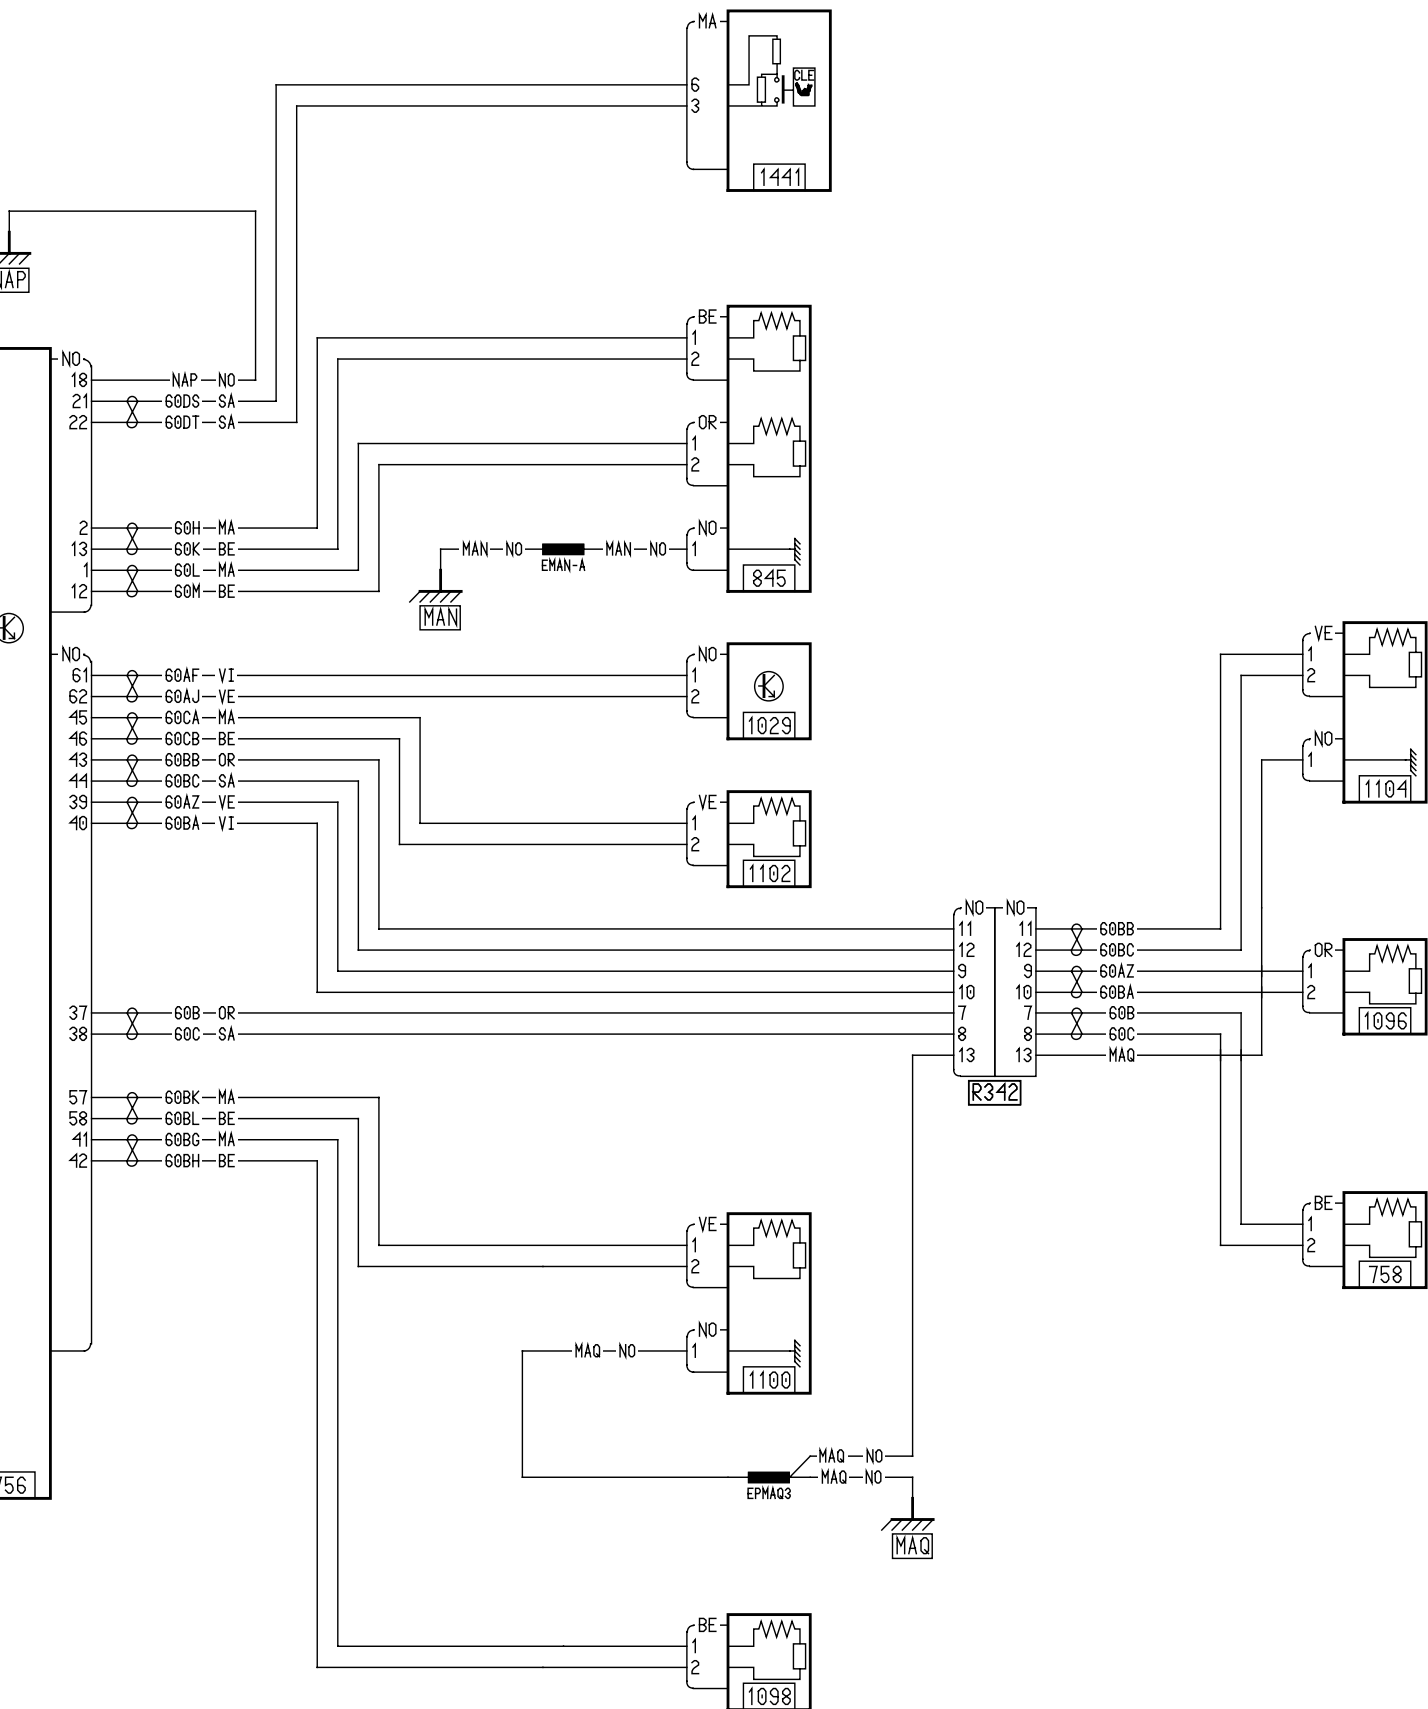 MA
6
3
CLE
1441
NO
18 NAP NO
21 60DS SA
22 60DT SA
2 60H MA
13 60K BE
1 60L MA
12 60M BE
BE
1
2
OR
1
2
NO
1
845
MAN NO EMAN-A MAN NO
MAN
NO
61 60AF VI
62 60AJ VE
45 60CA MA
46 60CB BE
43 60BB OR
44 60BC SA
39 60AZ VE
40 60BA VI
37 60B OR
38 60C SA
57 60BK MA
58 60BL BE
41 60BG MA
42 60BH BE
NO
1
2
1029
VE
1
2
1102
NO NO
11 11 60BB
12 12 60BC
9 9 60AZ
10 10 60BA
7 7 60B
8 8 60C
13 13 MAQ
R342
VE
1
2
NO
1
1104
OR
1
2
1096
BE
1
2
758
VE
1
2
NO
1
1100
MAQ NO
MAQ NO
MAQ NO
EPMAQ3
MAQ
BE
1
2
1098